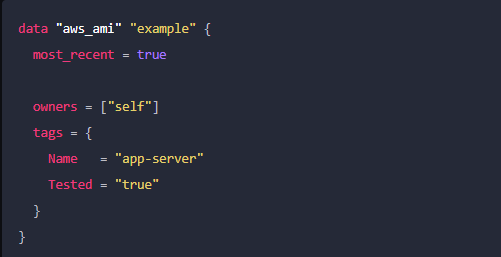 data "aws_ami" "example" {
  most_recent = true

  owners = ["self"]
  tags = {
    Name   = "app-server"
    Tested = "true"
  }
}